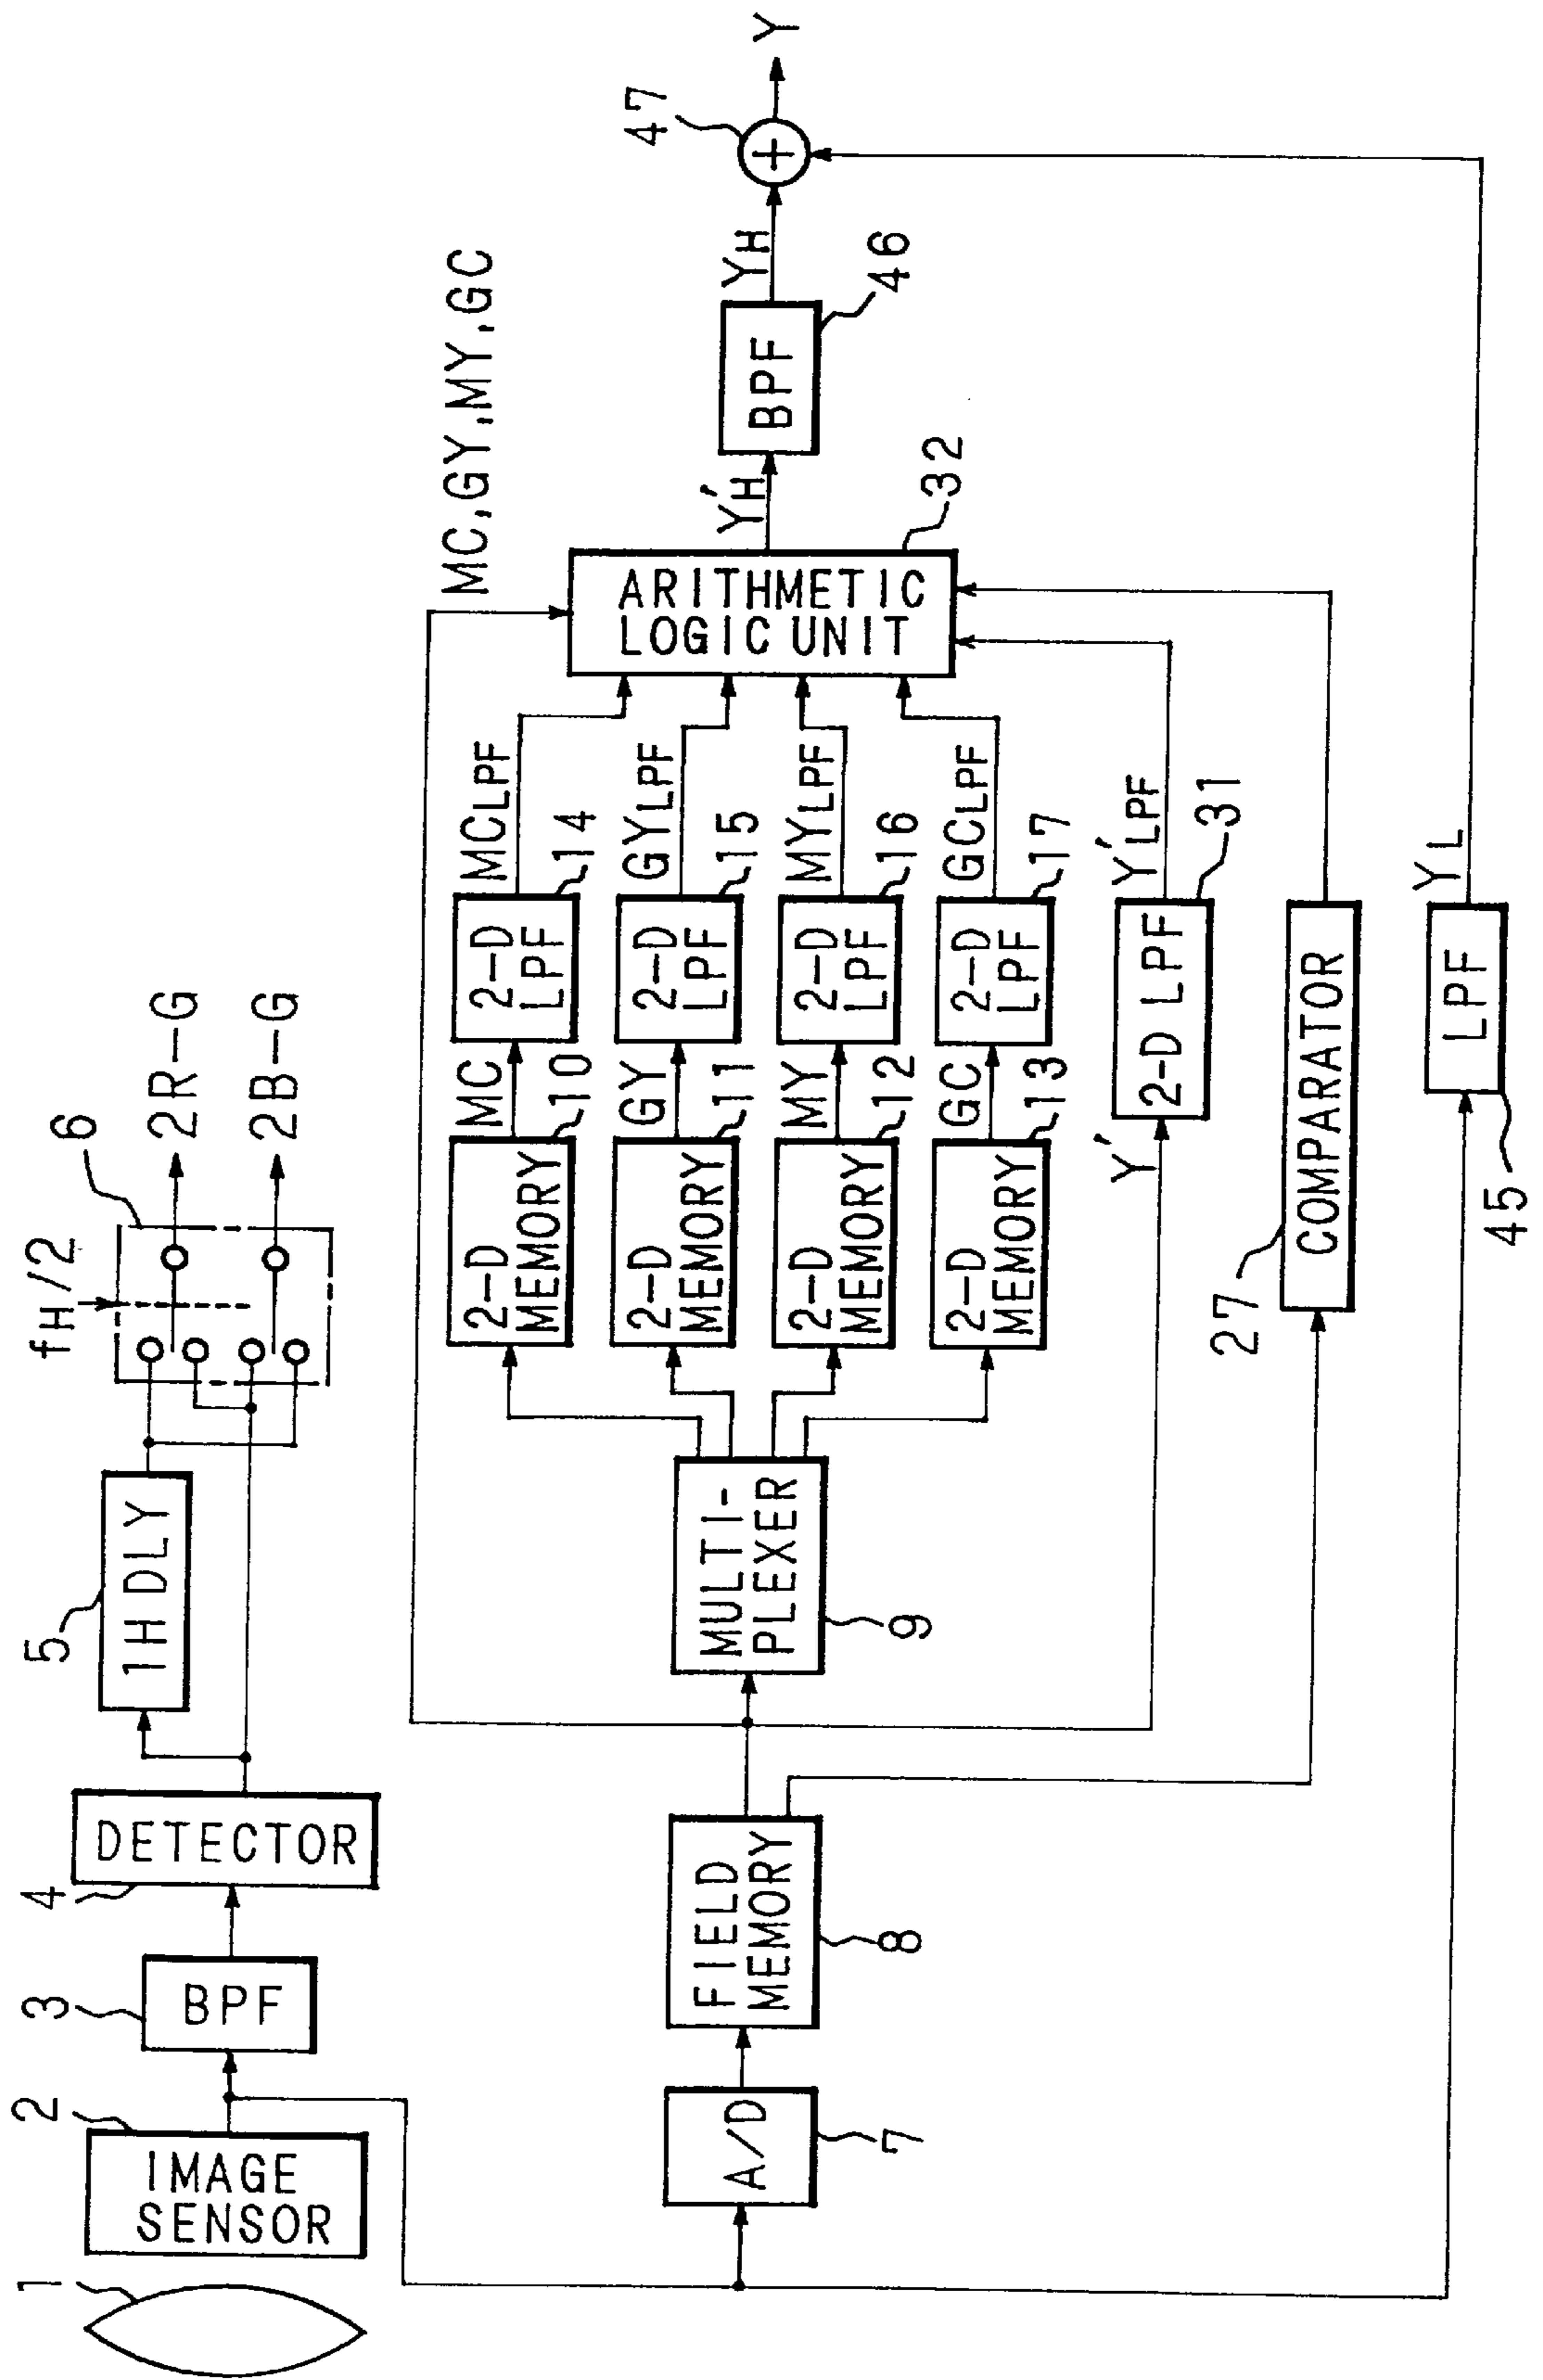 1
2
IMAGE
SENSOR
3
BPF
4
DETECTOR
5
1H DLY
fH/2
6
2R-G
2B-G
7
A/D
8
FIELD
MEMORY
9
MULTI-
PLEXER
2-D
MEMORY
10
MC
2-D
LPF
14
MCLPF
2-D
MEMORY
11
GY
2-D
LPF
15
GYLPF
2-D
MEMORY
12
MY
2-D
LPF
16
MYLPF
2-D
MEMORY
13
GC
2-D
LPF
17
GCLPF
Y'
2-D LPF
31
Y'LPF
27
COMPARATOR
45
LPF
YL
MC,GY,MY,GC
ARITHMETIC
LOGIC UNIT
32
Y'H
BPF
46
YH
47
+
Y